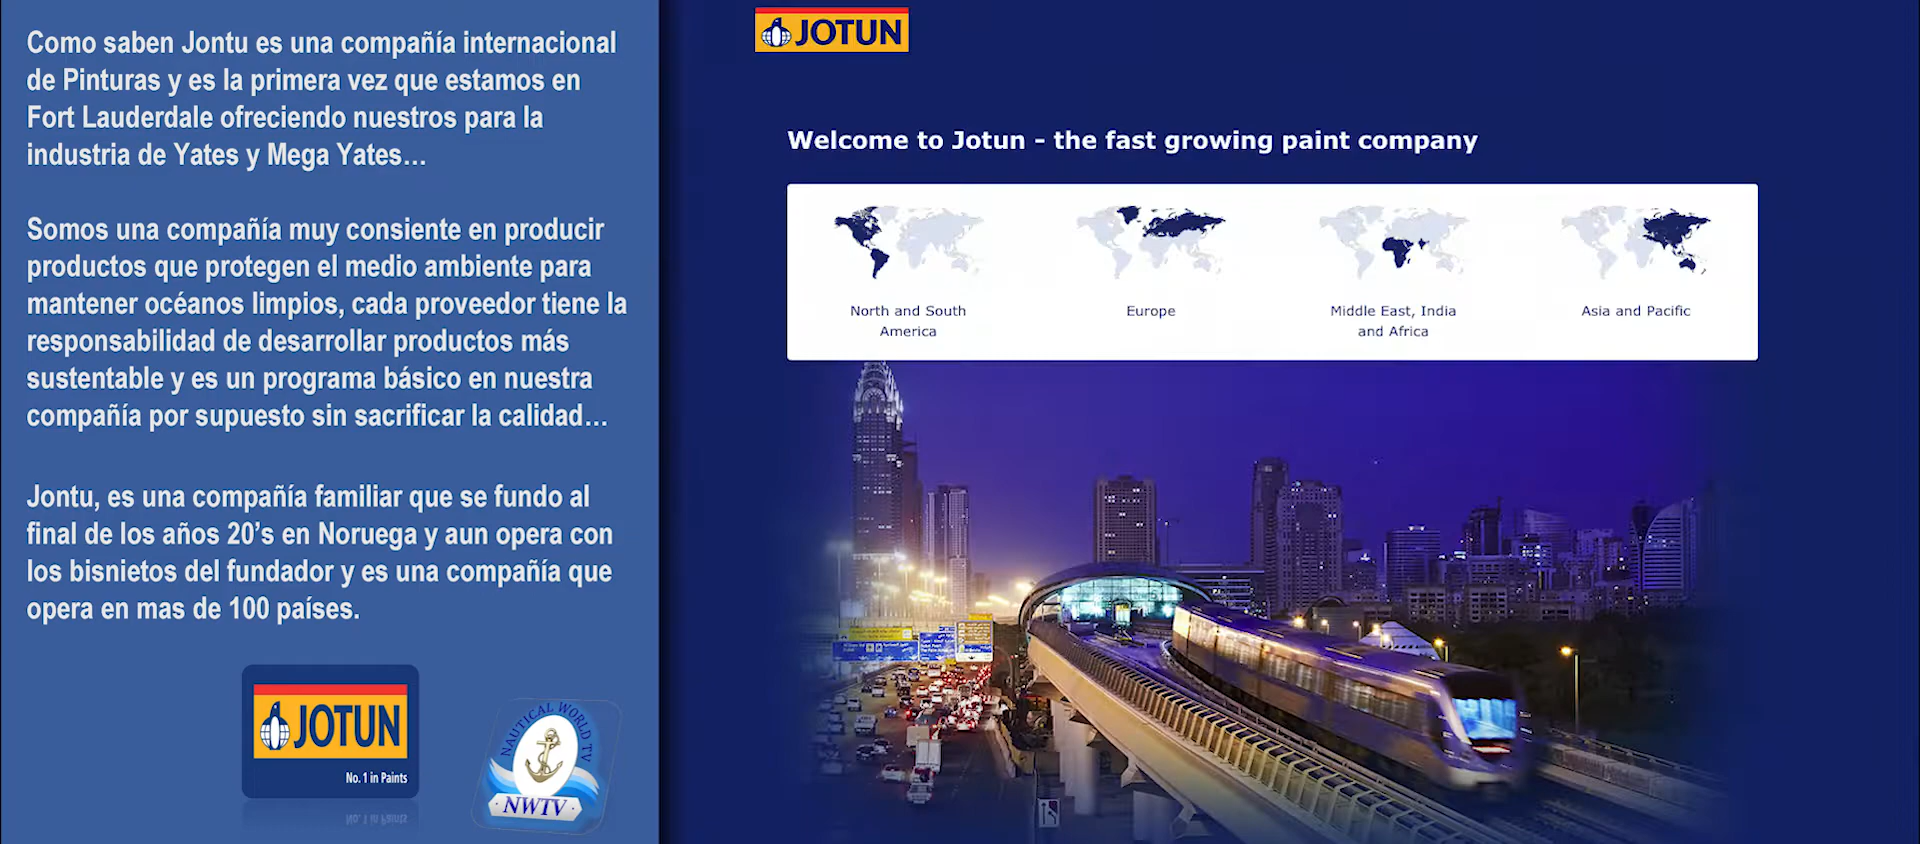 Como saben Jontu es una compañía internacional
de Pinturas y es la primera vez que estamos en
Fort Lauderdale ofreciendo nuestros para la
industria de Yates y Mega Yates…
Somos una compañía muy consiente en producir
productos que protegen el medio ambiente para
mantener océanos limpios, cada proveedor tiene la
responsabilidad de desarrollar productos más
sustentable y es un programa básico en nuestra
compañía por supuesto sin sacrificar la calidad…
Jontu, es una compañía familiar que se fundo al
final de los años 20’s en Noruega y aun opera con
los bisnietos del fundador y es una compañía que
opera en mas de 100 países.
JOTUN
No. 1 in Paints
NAUTICAL WORLD TV
NWTV
JOTUN
Welcome to Jotun - the fast growing paint company
North and South
America
Europe
Middle East, India
and Africa
Asia and Pacific